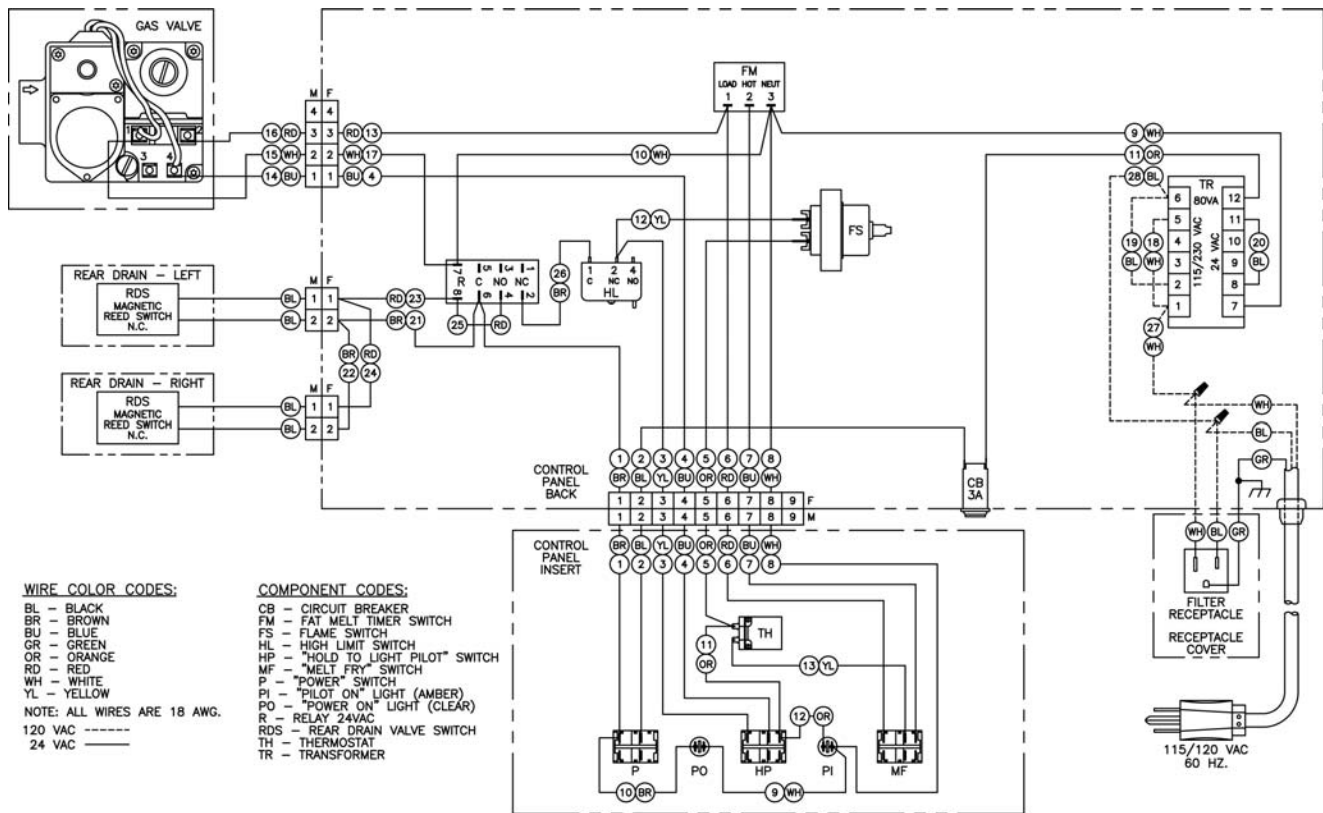 GAS VALVE
1
2
3
4
M F
4 4
16 RD 3 3 RD 13
15 WH 2 2 WH 17
14 BU 1 1 BU 4
FM
LOAD HOT NEUT
1 2 3
10 WH
9 WH
11 OR
28 BL
TR
80VA
6 12
5 11
4 10
3 9
2 8
1 7
115/230 VAC
24 VAC
19 BL
18 WH
20 BL
27 WH
12 YL
FS
26 BR
1 2 4
C NC NO
HL
7 5 3 1
R C NO NC
8 6 4 2
25 RD
REAR DRAIN – LEFT
RDS
MAGNETIC
REED SWITCH
N.C.
M F
BL 1 1 RD 23
BL 2 2 BR 21
BR 22
RD 24
REAR DRAIN – RIGHT
RDS
MAGNETIC
REED SWITCH
N.C.
M F
BL 1 1
BL 2 2
WH
BL
GR
CONTROL
PANEL
BACK
1 2 3 4 5 6 7 8
BR BL YL BU OR RD BU WH
1 2 3 4 5 6 7 8 9 F
1 2 3 4 5 6 7 8 9 M
CONTROL
PANEL
INSERT
BR BL YL BU OR RD BU WH
1 2 3 4 5 6 7 8
CB
3A
WH BL GR
FILTER
RECEPTACLE
RECEPTACLE
COVER
115/120 VAC
60 HZ.
TH
11 OR
13 YL
12 OR
P PO HP PI MF
10 BR
9 WH
WIRE COLOR CODES:
BL – BLACK
BR – BROWN
BU – BLUE
GR – GREEN
OR – ORANGE
RD – RED
WH – WHITE
YL – YELLOW
NOTE: ALL WIRES ARE 18 AWG.
120 VAC
24 VAC
COMPONENT CODES:
CB – CIRCUIT BREAKER
FM – FAT MELT TIMER SWITCH
FS – FLAME SWITCH
HL – HIGH LIMIT SWITCH
HP – "HOLD TO LIGHT PILOT" SWITCH
MF – "MELT FRY" SWITCH
P – "POWER" SWITCH
PI – "PILOT ON" LIGHT (AMBER)
PO – "POWER ON" LIGHT (CLEAR)
R – RELAY 24VAC
RDS – REAR DRAIN VALVE SWITCH
TH – THERMOSTAT
TR – TRANSFORMER